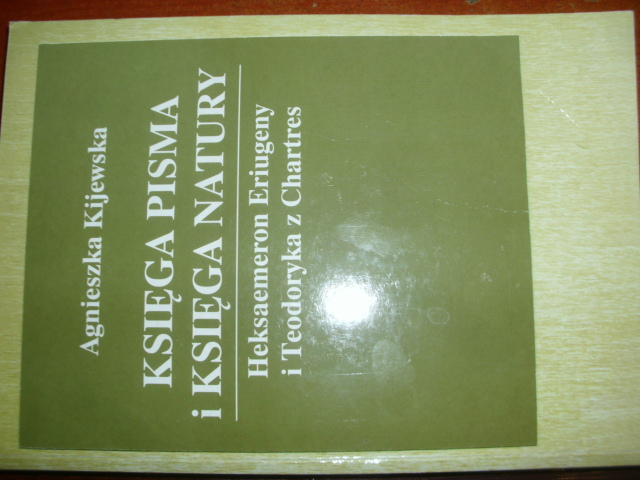 Agnieszka Kijewska
KSIĘGA PISMA
i KSIĘGA NATURY
Heksaemeron Eriugeny
i Teodoryka z Chartres